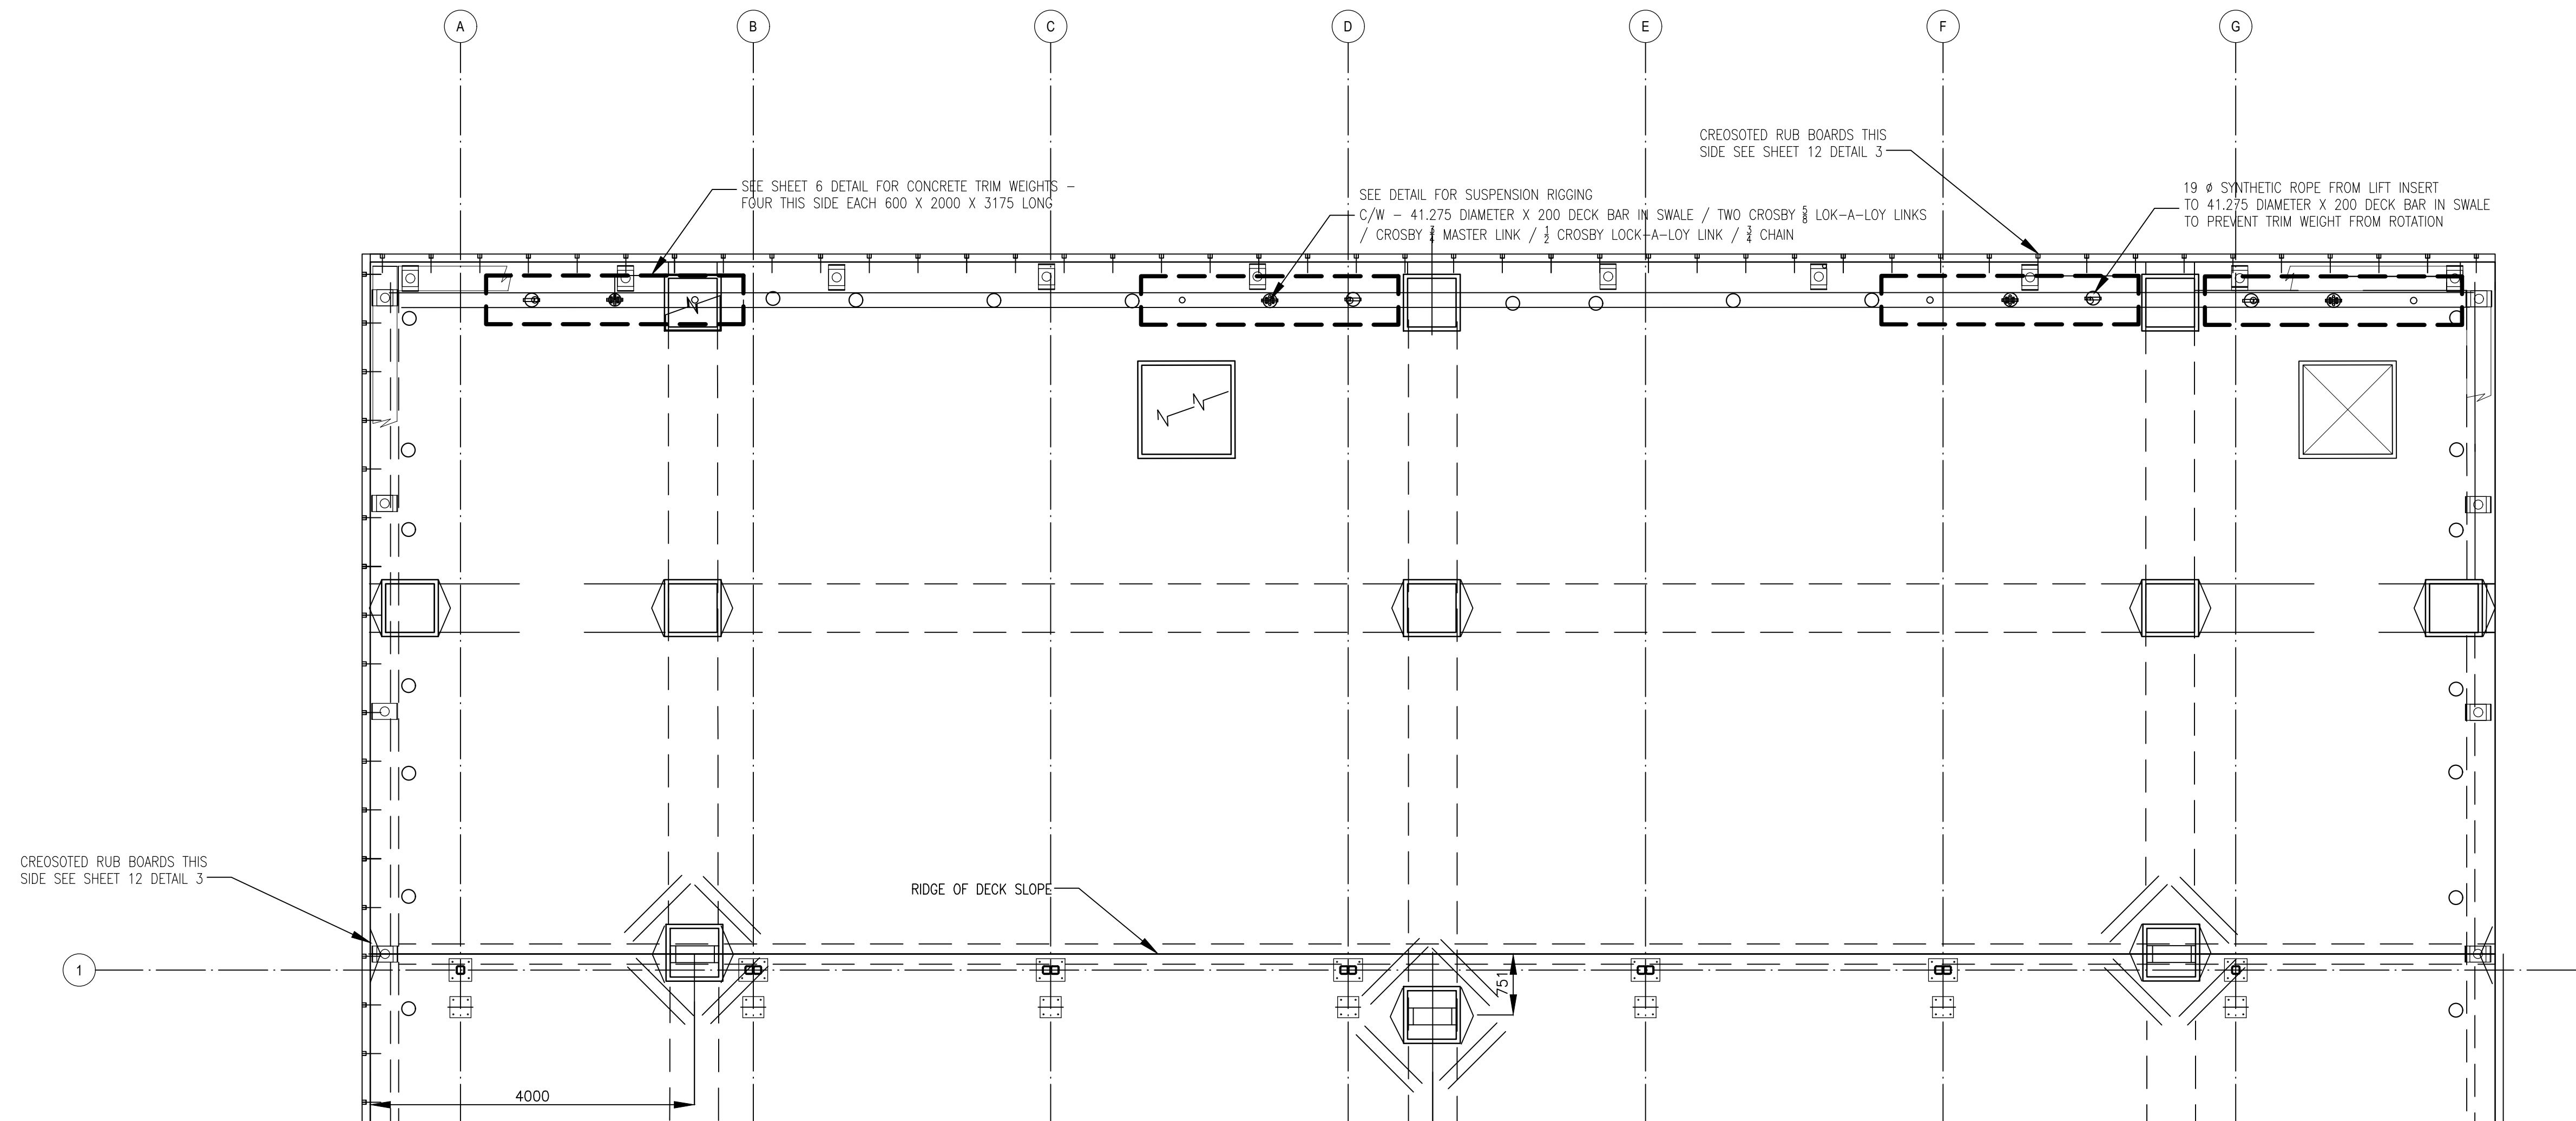 A
B
C
D
E
F
G
CREOSOTED RUB BOARDS THIS
SIDE SEE SHEET 12 DETAIL 3
SEE SHEET 6 DETAIL FOR CONCRETE TRIM WEIGHTS –
FOUR THIS SIDE EACH 600 X 2000 X 3175 LONG
SEE DETAIL FOR SUSPENSION RIGGING
C/W – 41.275 DIAMETER X 200 DECK BAR IN SWALE / TWO CROSBY 5/8 LOK–A–LOY LINKS
/ CROSBY 3/4 MASTER LINK / 1/2 CROSBY LOCK–A–LOY LINK / 3/4 CHAIN
19 ø SYNTHETIC ROPE FROM LIFT INSERT
TO 41.275 DIAMETER X 200 DECK BAR IN SWALE
TO PREVENT TRIM WEIGHT FROM ROTATION
CREOSOTED RUB BOARDS THIS
SIDE SEE SHEET 12 DETAIL 3
RIDGE OF DECK SLOPE
1
751
4000